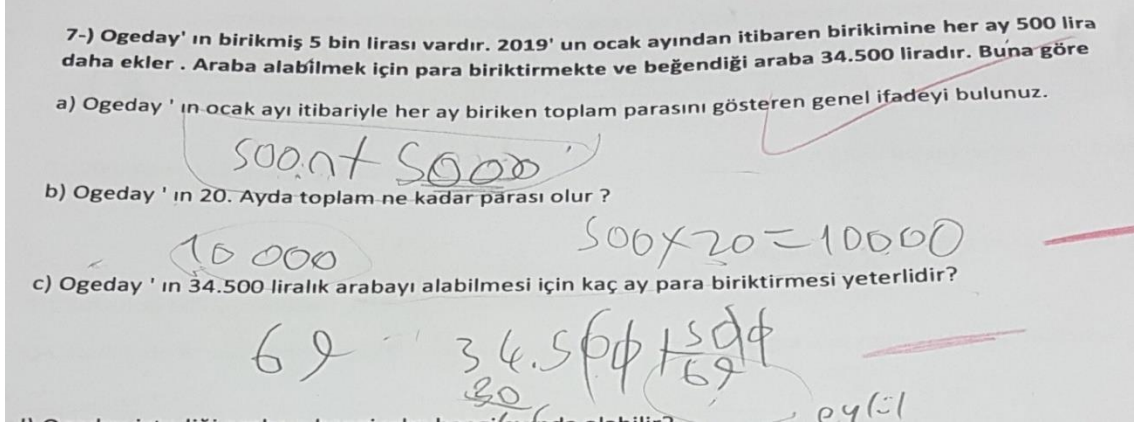 7-) Ogeday' ın birikmiş 5 bin lirası vardır. 2019' un ocak ayından itibaren birikimine her ay 500 lira
daha ekler . Araba alabilmek için para biriktirmekte ve beğendiği araba 34.500 liradır. Buna göre
a) Ogeday ' ın ocak ayı itibariyle her ay biriken toplam parasını gösteren genel ifadeyi bulunuz.
500.n+ 5000
b) Ogeday ' ın 20. Ayda toplam ne kadar parası olur ?
10 000 500x20=10000
c) Ogeday ' ın 34.500 liralık arabayı alabilmesi için kaç ay para biriktirmesi yeterlidir?
69 34.500 500
30 69
eylül